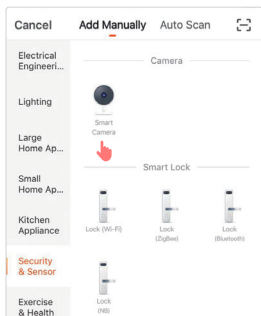 Cancel
Add Manually
Auto Scan
Electrical
Engineeri...
Lighting
Large
Home Ap...
Small
Home Ap...
Kitchen
Appliance
Security
& Sensor
Exercise
& Health
Camera
Smart
Camera
Smart Lock
Lock (Wi-Fi)
Lock
(ZigBee)
Lock
(Bluetooth)
Lock
(NB)